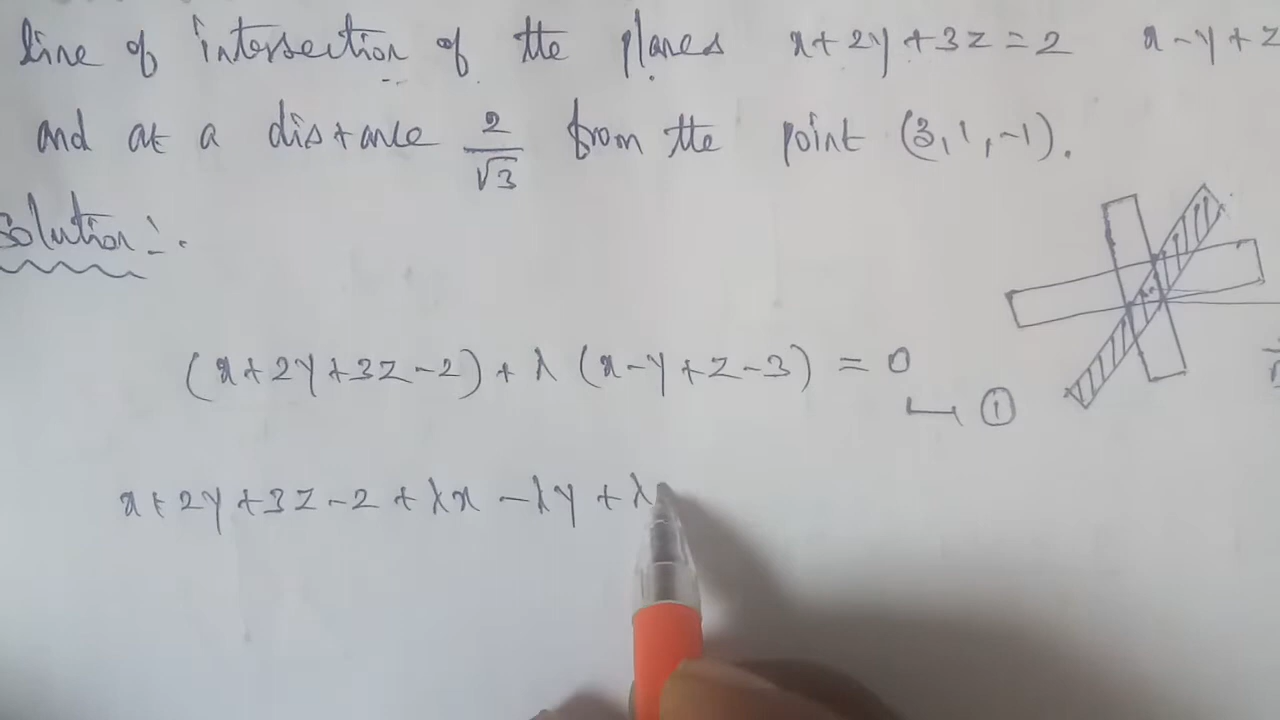 line of intersection of the planes x + 2y + 3z = 2 x - y + z
and at a distance 2/√3 from the point (3, 1, -1).
Solution:-
(x + 2y + 3z - 2) + λ (x - y + z - 3) = 0
↳ ①
x + 2y + 3z - 2 + λx - λy + λ